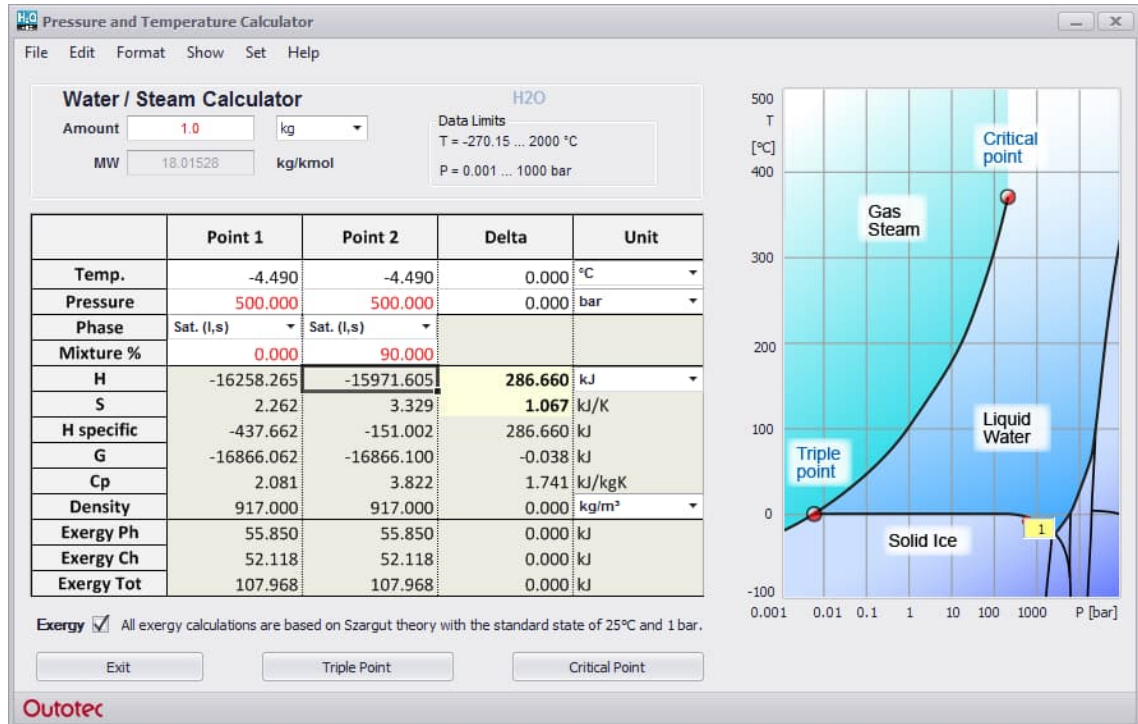 H2O Pressure and Temperature Calculator
File Edit Format Show Set Help
Water / Steam Calculator
H2O
Amount 1.0 kg
MW 18.01528 kg/kmol
Data Limits
T = -270.15 ... 2000 °C
P = 0.001 ... 1000 bar
Point 1 Point 2 Delta Unit
Temp. -4.490 -4.490 0.000 °C
Pressure 500.000 500.000 0.000 bar
Phase Sat. (l,s) Sat. (l,s)
Mixture % 0.000 90.000
H -16258.265 -15971.605 286.660 kJ
S 2.262 3.329 1.067 kJ/K
H specific -437.662 -151.002 286.660 kJ
G -16866.062 -16866.100 -0.038 kJ
Cp 2.081 3.822 1.741 kJ/kgK
Density 917.000 917.000 0.000 kg/m³
Exergy Ph 55.850 55.850 0.000 kJ
Exergy Ch 52.118 52.118 0.000 kJ
Exergy Tot 107.968 107.968 0.000 kJ
Exergy All exergy calculations are based on Szargut theory with the standard state of 25°C and 1 bar.
Exit Triple Point Critical Point
Outotec
500
T
[°C]
400
300
200
100
0
-100
0.001 0.01 0.1 1 10 100 1000 P [bar]
Critical
point
Gas
Steam
Liquid
Water
Triple
point
Solid Ice
1